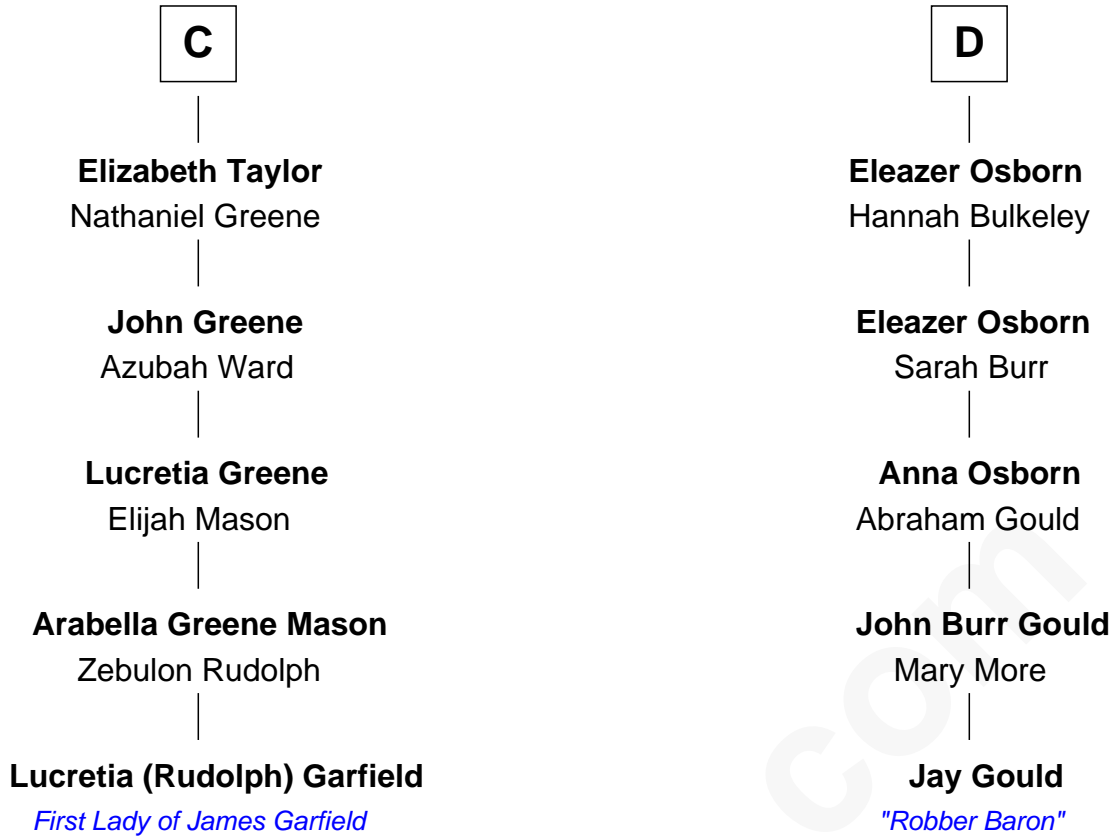 C
Elizabeth Taylor
Nathaniel Greene
John Greene
Azubah Ward
Lucretia Greene
Elijah Mason
Arabella Greene Mason
Zebulon Rudolph
Lucretia (Rudolph) Garfield
First Lady of James Garfield
D
Eleazer Osborn
Hannah Bulkeley
Eleazer Osborn
Sarah Burr
Anna Osborn
Abraham Gould
John Burr Gould
Mary More
Jay Gould
"Robber Baron"
com